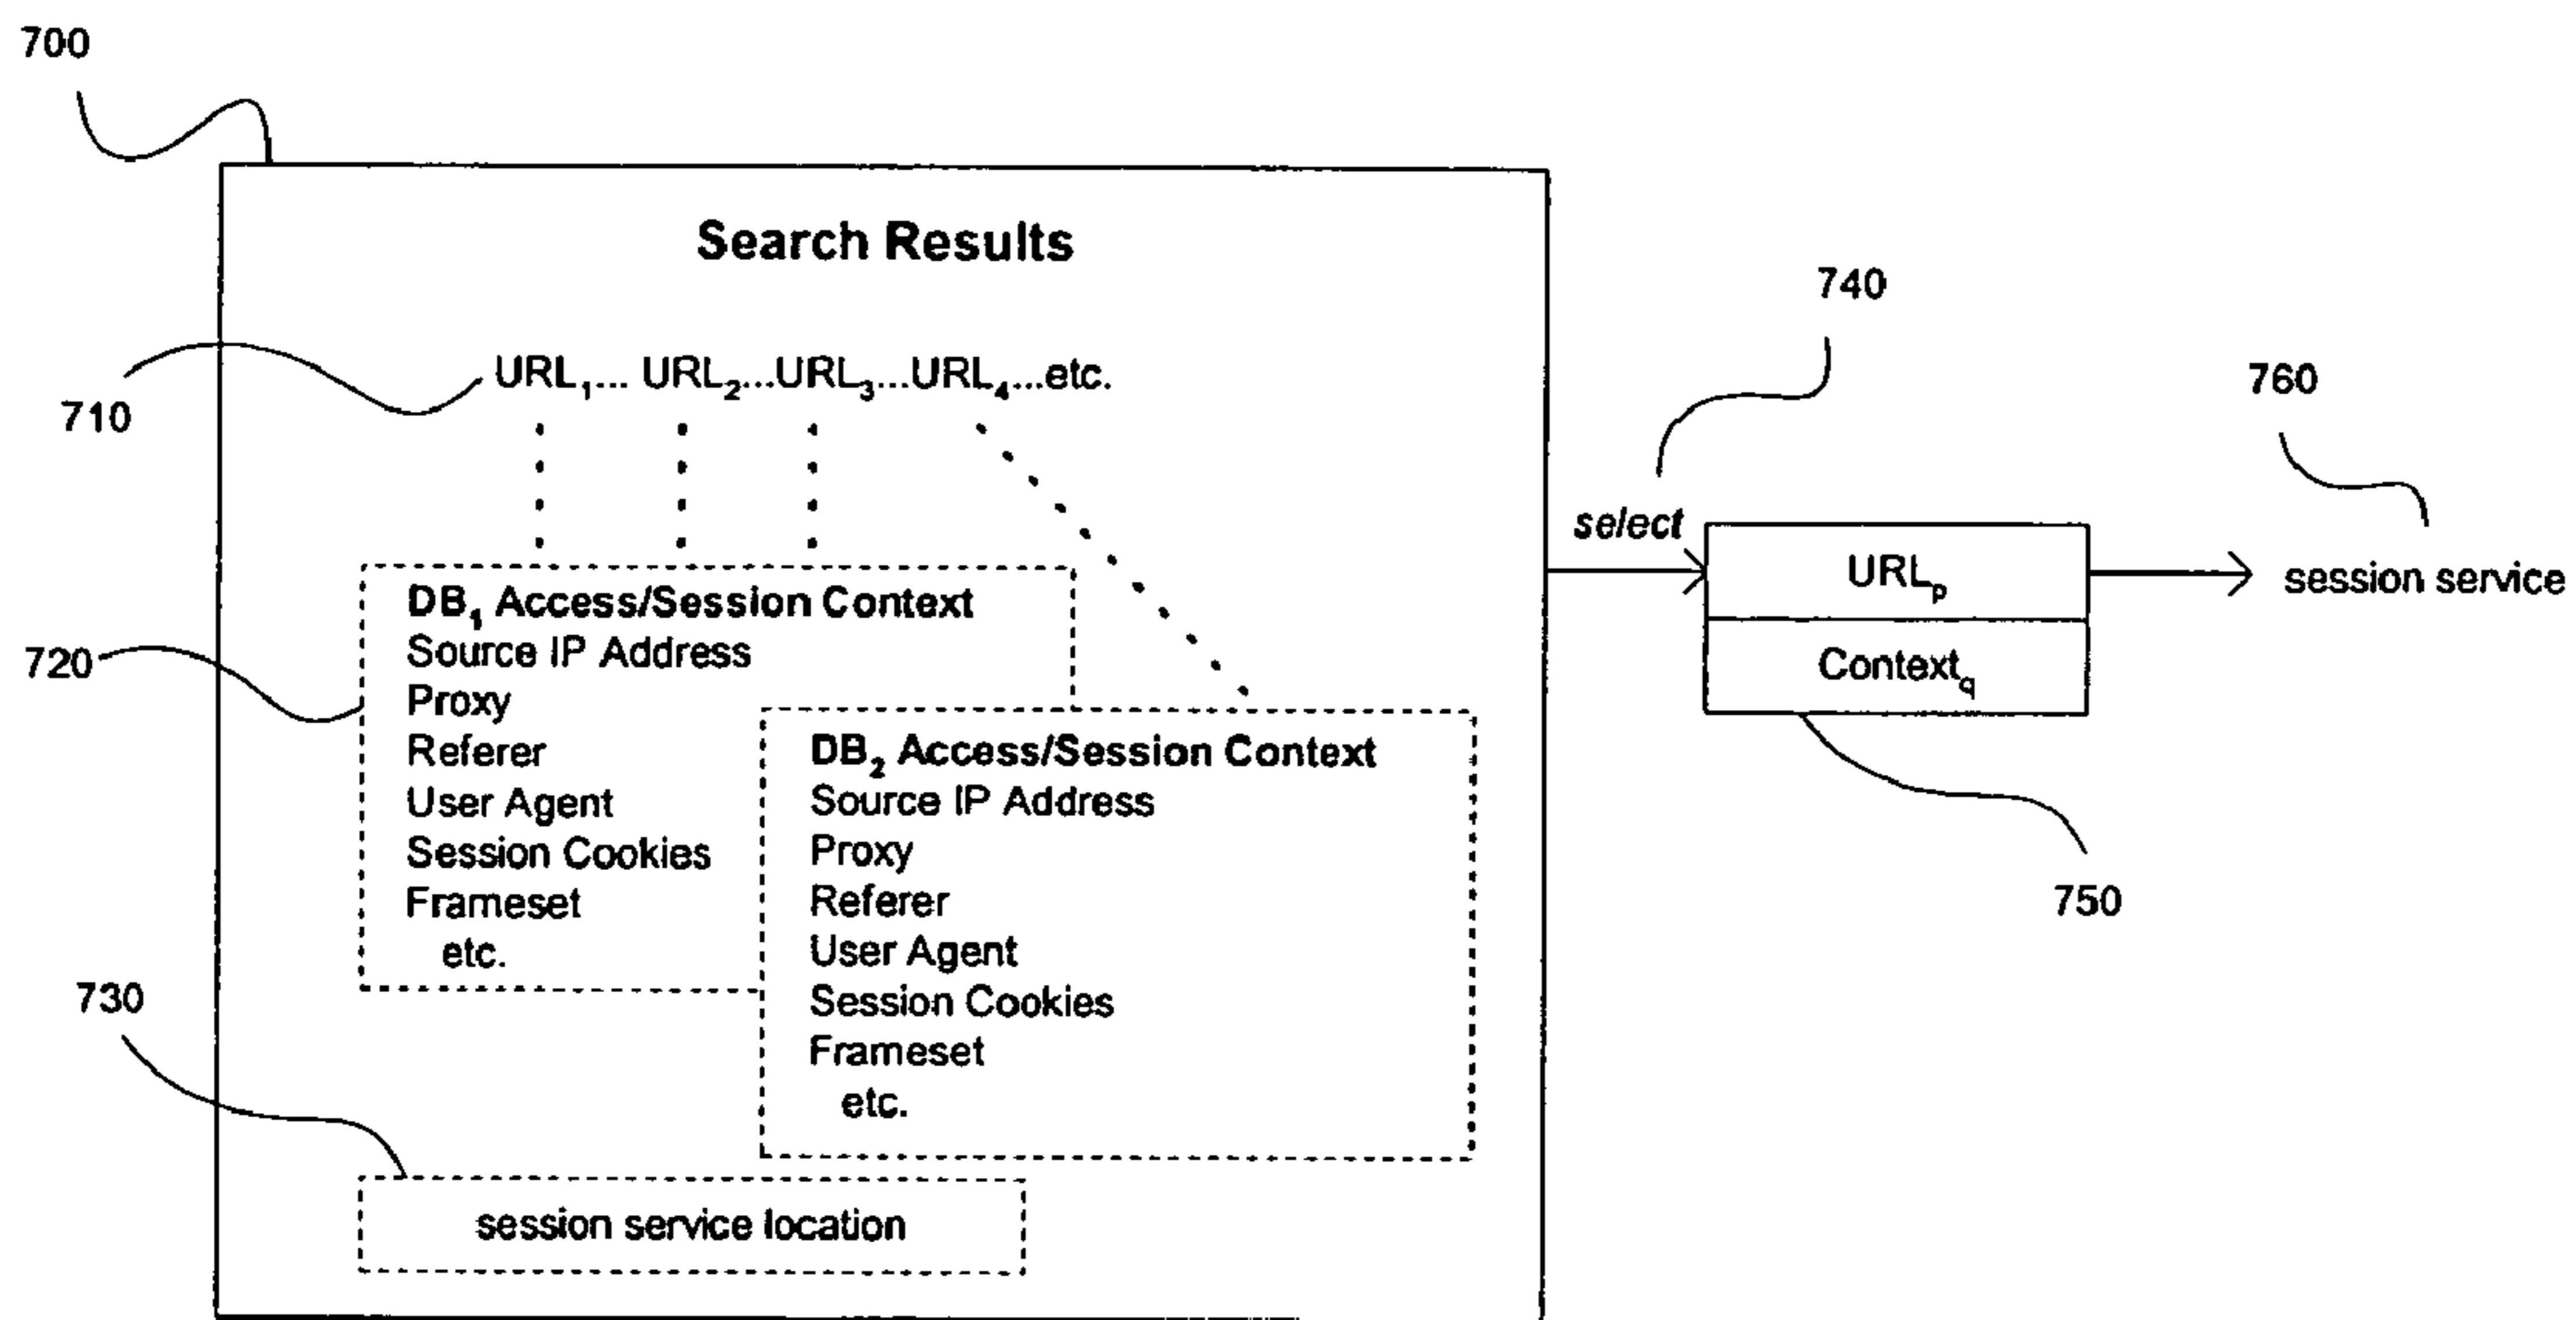 700
Search Results
740
710
URL₁... URL₂...URL₃...URL₄...etc.
760
select
URLₚ
session service
Context_q
750
720
DB₁ Access/Session Context
Source IP Address
Proxy
Referer
User Agent
Session Cookies
Frameset
etc.
DB₂ Access/Session Context
Source IP Address
Proxy
Referer
User Agent
Session Cookies
Frameset
etc.
730
session service location